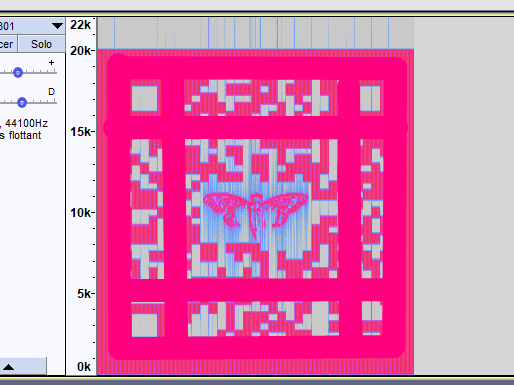 301
cer Solo
+
D
, 44100Hz
s flottant
22k
20k
15k
10k
5k
0k